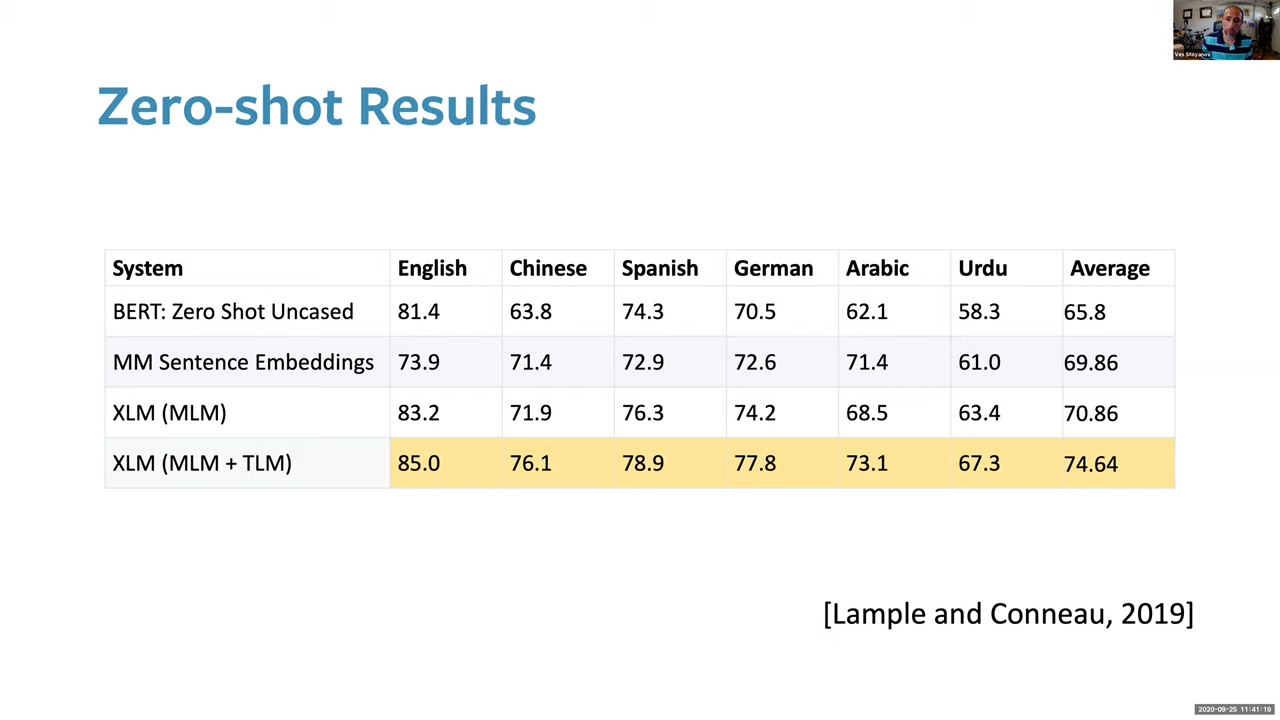 Ves Stoyanov
Zero-shot Results
System English Chinese Spanish German Arabic Urdu Average
BERT: Zero Shot Uncased 81.4 63.8 74.3 70.5 62.1 58.3 65.8
MM Sentence Embeddings 73.9 71.4 72.9 72.6 71.4 61.0 69.86
XLM (MLM) 83.2 71.9 76.3 74.2 68.5 63.4 70.86
XLM (MLM + TLM) 85.0 76.1 78.9 77.8 73.1 67.3 74.64
[Lample and Conneau, 2019]
2020-09-25 11:41:19